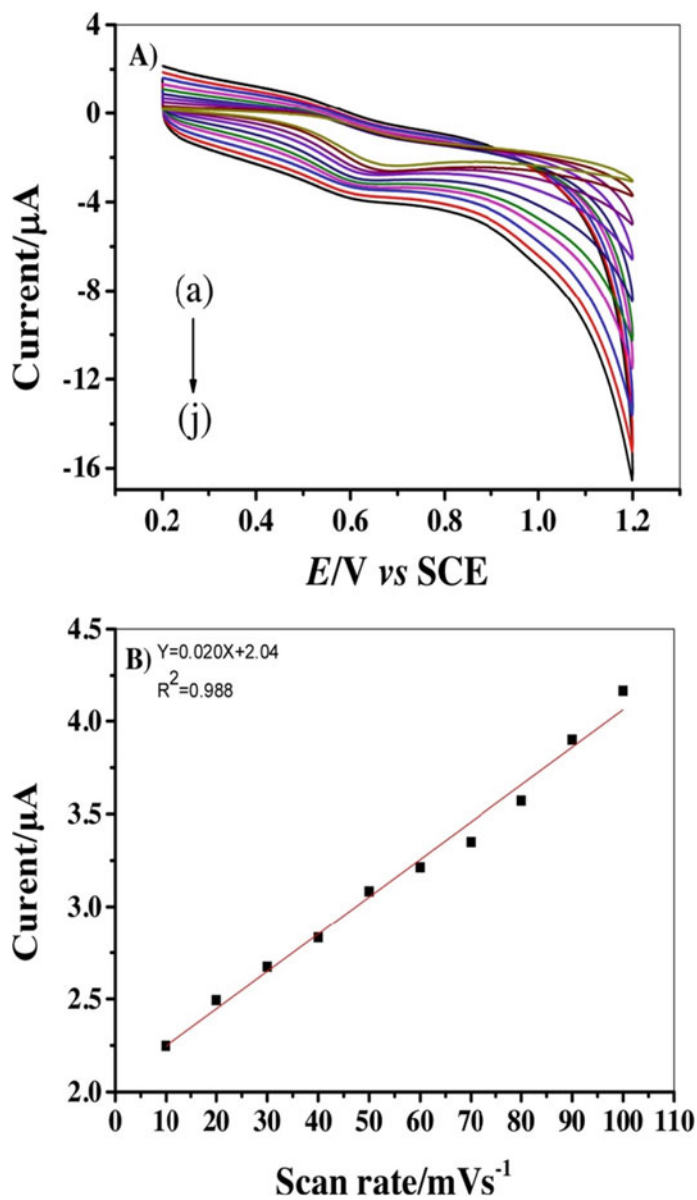 A)
4
0
-4
-8
-12
-16
Current/μA
(a)
(j)
0.2 0.4 0.6 0.8 1.0 1.2
E/V vs SCE
B) Y=0.020X+2.04
R²=0.988
4.5
4.0
3.5
3.0
2.5
2.0
Curent/μA
0 10 20 30 40 50 60 70 80 90 100 110
Scan rate/mVs⁻¹